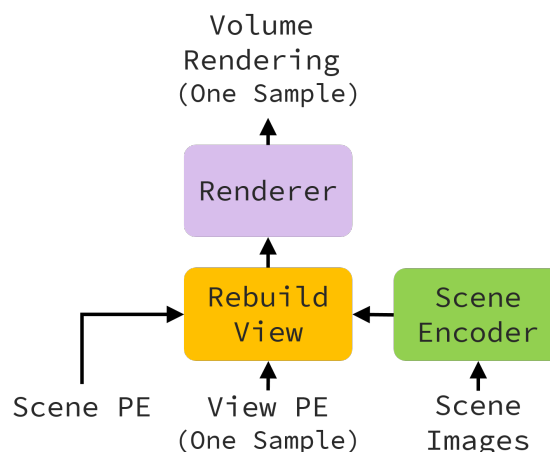 Volume
Rendering
(One Sample)
Renderer
Rebuild
View
Scene
Encoder
Scene PE
View PE
(One Sample)
Scene
Images